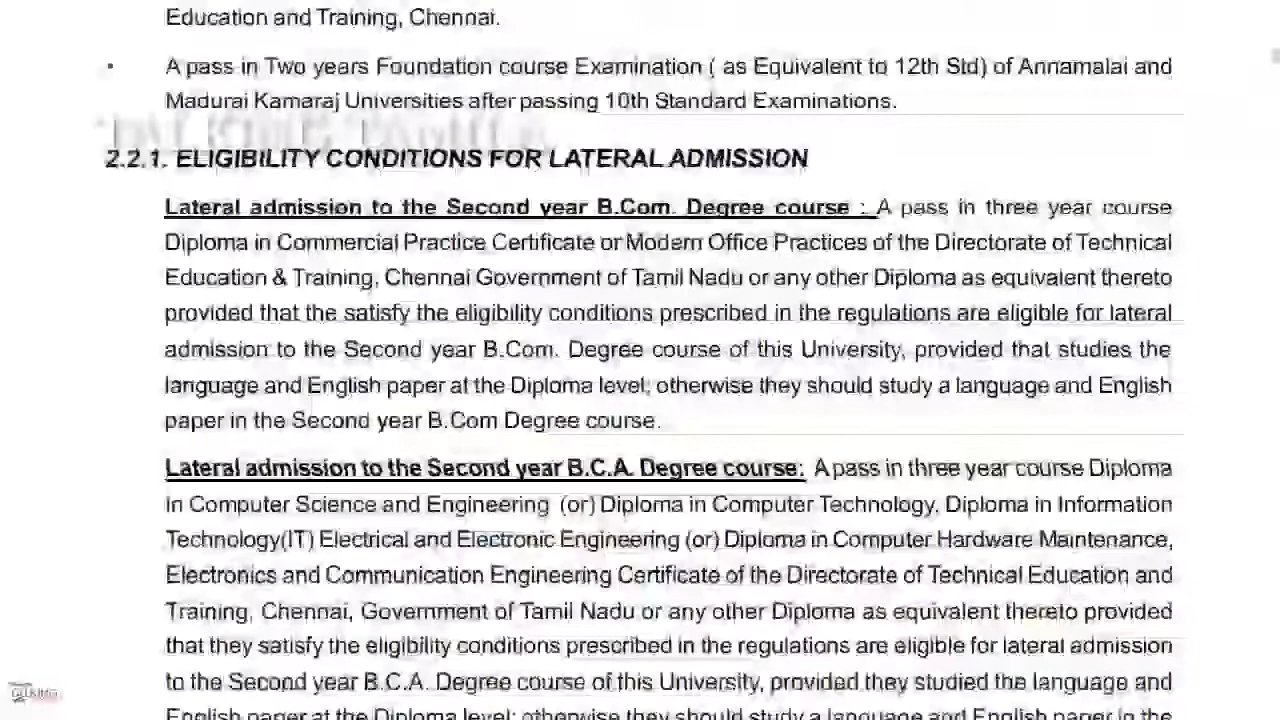 Education and Training, Chennai.
• A pass in Two years Foundation course Examination ( as Equivalent to 12th Std) of Annamalai and
Madurai Kamaraj Universities after passing 10th Standard Examinations.
2.2.1. ELIGIBILITY CONDITIONS FOR LATERAL ADMISSION
Lateral admission to the Second year B.Com. Degree course : A pass in three year course
Diploma in Commercial Practice Certificate or Modern Office Practices of the Directorate of Technical
Education & Training, Chennai Government of Tamil Nadu or any other Diploma as equivalent thereto
provided that the satisfy the eligibility conditions prescribed in the regulations are eligible for lateral
admission to the Second year B.Com. Degree course of this University, provided that studies the
language and English paper at the Diploma level; otherwise they should study a language and English
paper in the Second year B.Com Degree course.
Lateral admission to the Second year B.C.A. Degree course: A pass in three year course Diploma
in Computer Science and Engineering (or) Diploma in Computer Technology, Diploma in Information
Technology(IT) Electrical and Electronic Engineering (or) Diploma in Computer Hardware Maintenance,
Electronics and Communication Engineering Certificate of the Directorate of Technical Education and
Training, Chennai, Government of Tamil Nadu or any other Diploma as equivalent thereto provided
that they satisfy the eligibility conditions prescribed in the regulations are eligible for lateral admission
to the Second year B.C.A. Degree course of this University, provided they studied the language and
English paper at the Diploma level; otherwise they should study a language and English paper in the